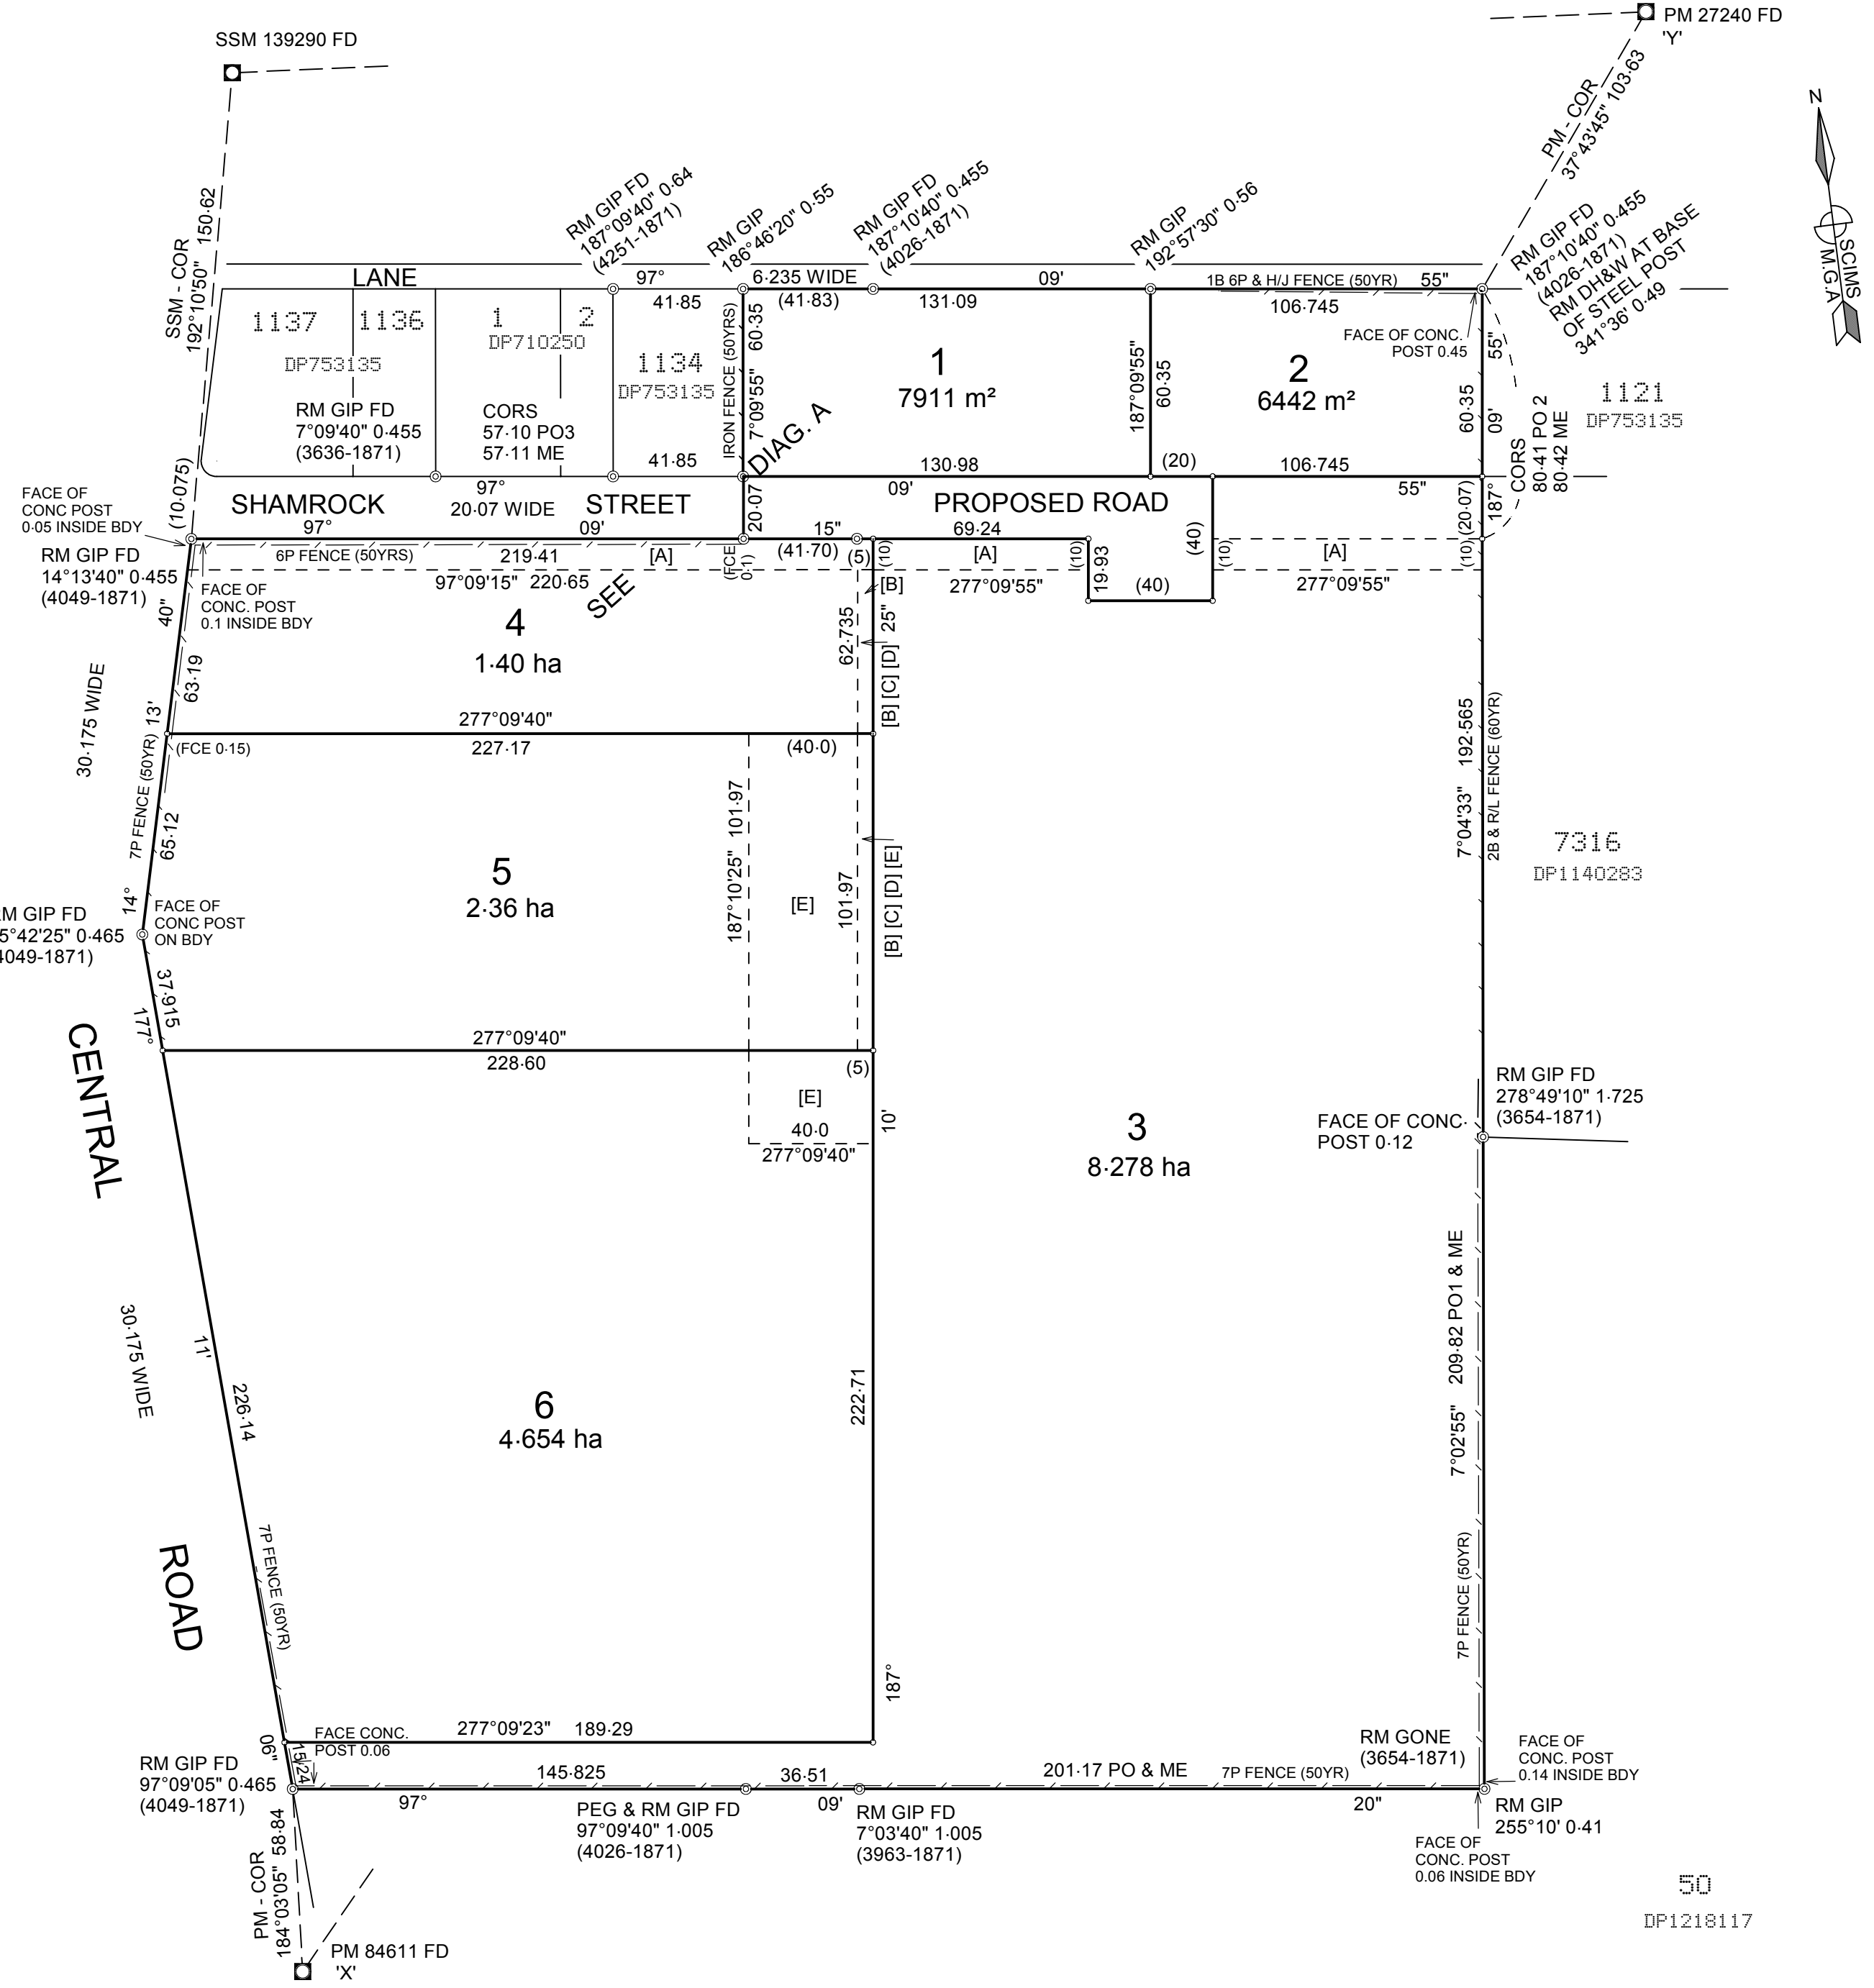 SSM 139290 FD
PM 27240 FD
'Y'
PM - COR
37°43'45" 103·63
N
SCIMS
M.G.A
SSM - COR
192°10'50" 150·62
RM GIP FD
187°09'40" 0·64
(4251-1871)
RM GIP
186°46'20" 0·55
RM GIP FD
187°10'40" 0·455
(4026-1871)
RM GIP
192°57'30" 0·56
RM GIP FD
187°10'40" 0·455
(4026-1871)
RM DH&W AT BASE
OF STEEL POST
341°36' 0·49
LANE
97°
6·235 WIDE
09'
1B 6P & H/J FENCE (50YR)
55"
41·85
(41·83)
131·09
106·745
1137
1136
DP753135
1
2
DP710250
1134
DP753135
IRON FENCE (50YRS)
7°09'55" 60·35
1
7911 m²
187°09'55"
60·35
2
6442 m²
FACE OF CONC.
POST 0.45
55"
60·35
09'
187°
CORS
80·41 PO 2
80·42 ME
1121
DP753135
RM GIP FD
7°09'40" 0·455
(3636-1871)
CORS
57·10 PO3
57·11 ME
41·85
DIAG. A
SEE
130·98
(20)
106·745
(10·075)
FACE OF
CONC POST
0·05 INSIDE BDY
SHAMROCK
97°
20·07 WIDE
STREET
20·07
09'
PROPOSED ROAD
55"
(20·07)
97°
09'
15"
69·24
(40)
6P FENCE (50YRS)
219·41
[A]
(FCE
0·1)
(41·70)
(5)
(10)
[A]
(10)
19·93
(10)
[A]
(10)
97°09'15" 220·65
277°09'55"
(40)
277°09'55"
RM GIP FD
14°13'40" 0·455
(4049-1871)
FACE OF
CONC. POST
0.1 INSIDE BDY
40"
63·19
4
1·40 ha
[B]
62·735
25"
[B] [C] [D]
30·175 WIDE
13'
277°09'40"
(FCE 0·15)
227·17
(40·0)
7P FENCE (50YR)
65·12
14°
5
2·36 ha
187°10'25" 101·97
[E]
101·97
[B] [C] [D] [E]
7°04'33" 192·565
2B & R/L FENCE (60YR)
7316
DP1140283
M GIP FD
5°42'25" 0·465
4049-1871)
FACE OF
CONC POST
ON BDY
37·915
177°
277°09'40"
228·60
(5)
[E]
40·0
277°09'40"
10'
3
8·278 ha
RM GIP FD
278°49'10" 1·725
(3654-1871)
FACE OF CONC·
POST 0·12
CENTRAL
ROAD
30·175 WIDE
11'
226·14
6
4·654 ha
222·71
187°
7°02'55" 209·82 PO1 & ME
7P FENCE (50YR)
7P FENCE (50YR)
277°09'23" 189·29
FACE CONC.
POST 0.06
06"
15·24
RM GIP FD
97°09'05" 0·465
(4049-1871)
145·825
36·51
201·17 PO & ME
7P FENCE (50YR)
97°
09'
20"
RM GONE
(3654-1871)
FACE OF
CONC. POST
0.14 INSIDE BDY
PEG & RM GIP FD
97°09'40" 1·005
(4026-1871)
RM GIP FD
7°03'40" 1·005
(3963-1871)
RM GIP
255°10' 0·41
FACE OF
CONC. POST
0.06 INSIDE BDY
PM - COR
184°03'05" 58·84
PM 84611 FD
'X'
50
DP1218117